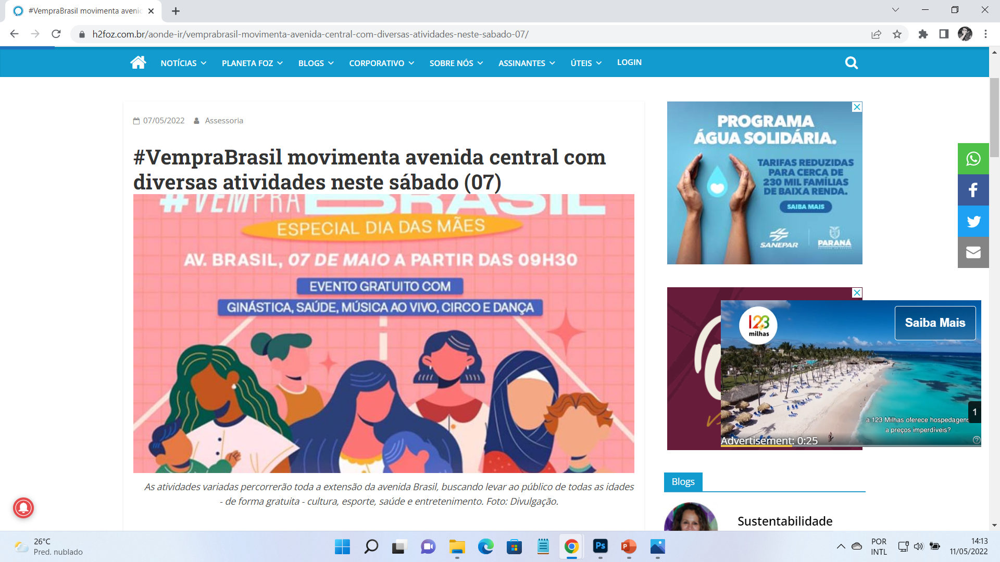 #VempraBrasil movimenta avenid
h2foz.com.br/aonde-ir/vemprabrasil-movimenta-avenida-central-com-diversas-atividades-neste-sabado-07/
NOTÍCIAS PLANETA FOZ BLOGS CORPORATIVO SOBRE NÓS ASSINANTES ÚTEIS LOGIN
07/05/2022 Assessoria
#VempraBrasil movimenta avenida central com
diversas atividades neste sábado (07)
#VEMPRA BRASIL
ESPECIAL DIA DAS MÃES
AV. BRASIL, 07 DE MAIO A PARTIR DAS 09H30
EVENTO GRATUITO COM
GINÁSTICA, SAÚDE, MÚSICA AO VIVO, CIRCO E DANÇA
As atividades variadas percorrerão toda a extensão da avenida Brasil, buscando levar ao público de todas as idades
- de forma gratuita - cultura, esporte, saúde e entretenimento. Foto: Divulgação.
PROGRAMA
ÁGUA SOLIDÁRIA.
TARIFAS REDUZIDAS
PARA CERCA DE
230 MIL FAMÍLIAS
DE BAIXA RENDA.
SAIBA MAIS
SANEPAR
PARANÁ
123
milhas
Saiba Mais
1
a 123 Milhas oferece hospedagens
a preços imperdíveis?
Advertisement: 0:25
Blogs
Sustentabilidade
26°C
Pred. nublado
Ps
P
POR
INTL
14:13
11/05/2022